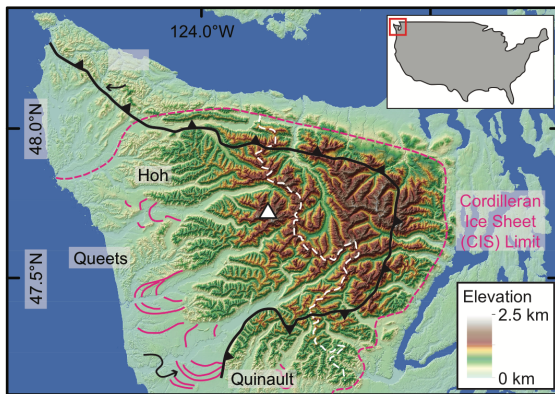 124.0°W
48.0°N
Hoh
Cordilleran
Ice Sheet
(CIS) Limit
Queets
47.5°N
Elevation
2.5 km
0 km
Quinault